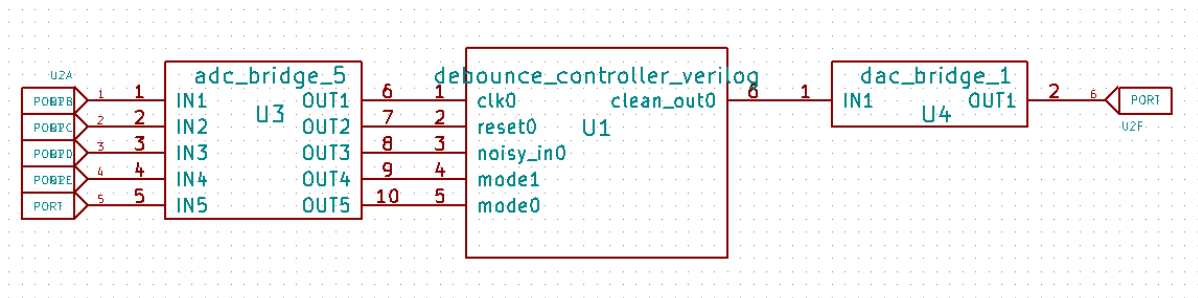 U2A
adc_bridge_5
debounce_controller_verilog
dac_bridge_1
1 1 IN1 OUT1 6 1 clk0 clean_out0 6 1 IN1 OUT1 2 6 PORT
U3
U1
U4
U2F
2 2 IN2 OUT2 7 2 reset0
3 3 IN3 OUT3 8 3 noisy_in0
4 4 IN4 OUT4 9 4 mode1
PORT 5 5 IN5 OUT5 10 5 mode0